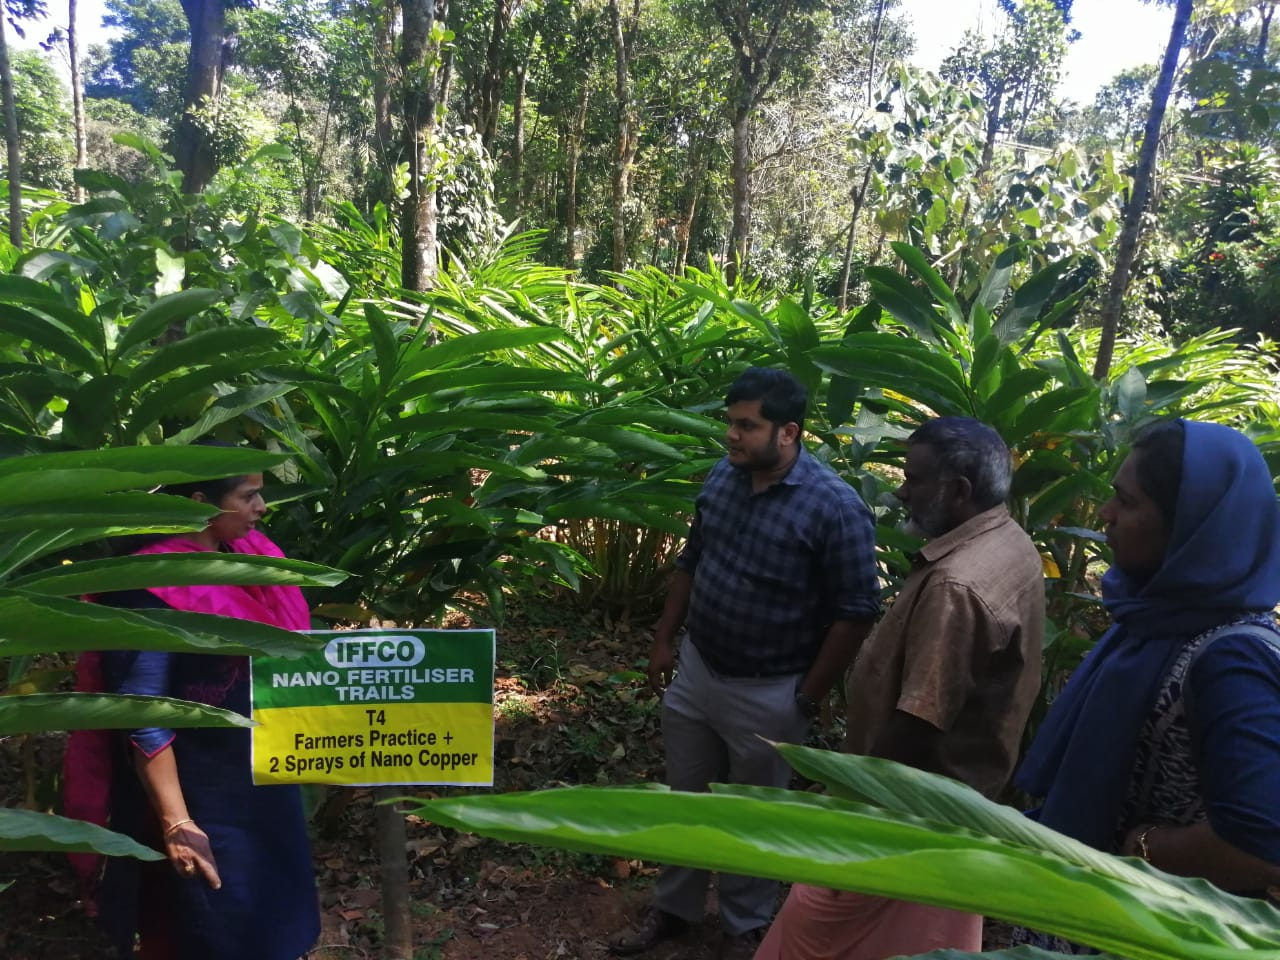 IFFCO
NANO FERTILISER
TRAILS
T4
Farmers Practice +
2 Sprays of Nano Copper